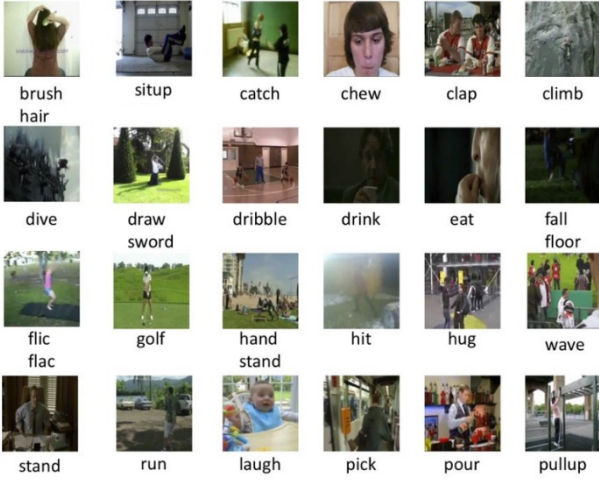 brush
hair
situp
catch
chew
clap
climb
dive
draw
sword
dribble
drink
eat
fall
floor
flic
flac
golf
hand
stand
hit
hug
wave
stand
run
laugh
pick
pour
pullup